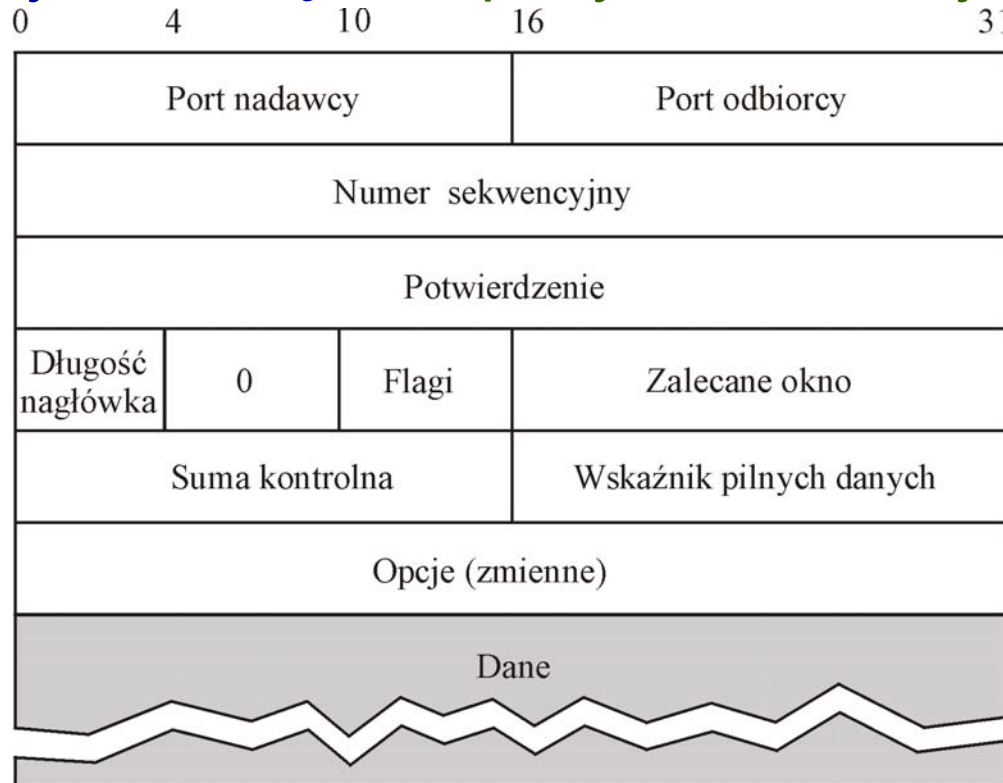 0 4 10 16 31
Port nadawcy Port odbiorcy
Numer sekwencyjny
Potwierdzenie
Długość
nagłówka 0 Flagi Zalecane okno
Suma kontrolna Wskaźnik pilnych danych
Opcje (zmienne)
Dane